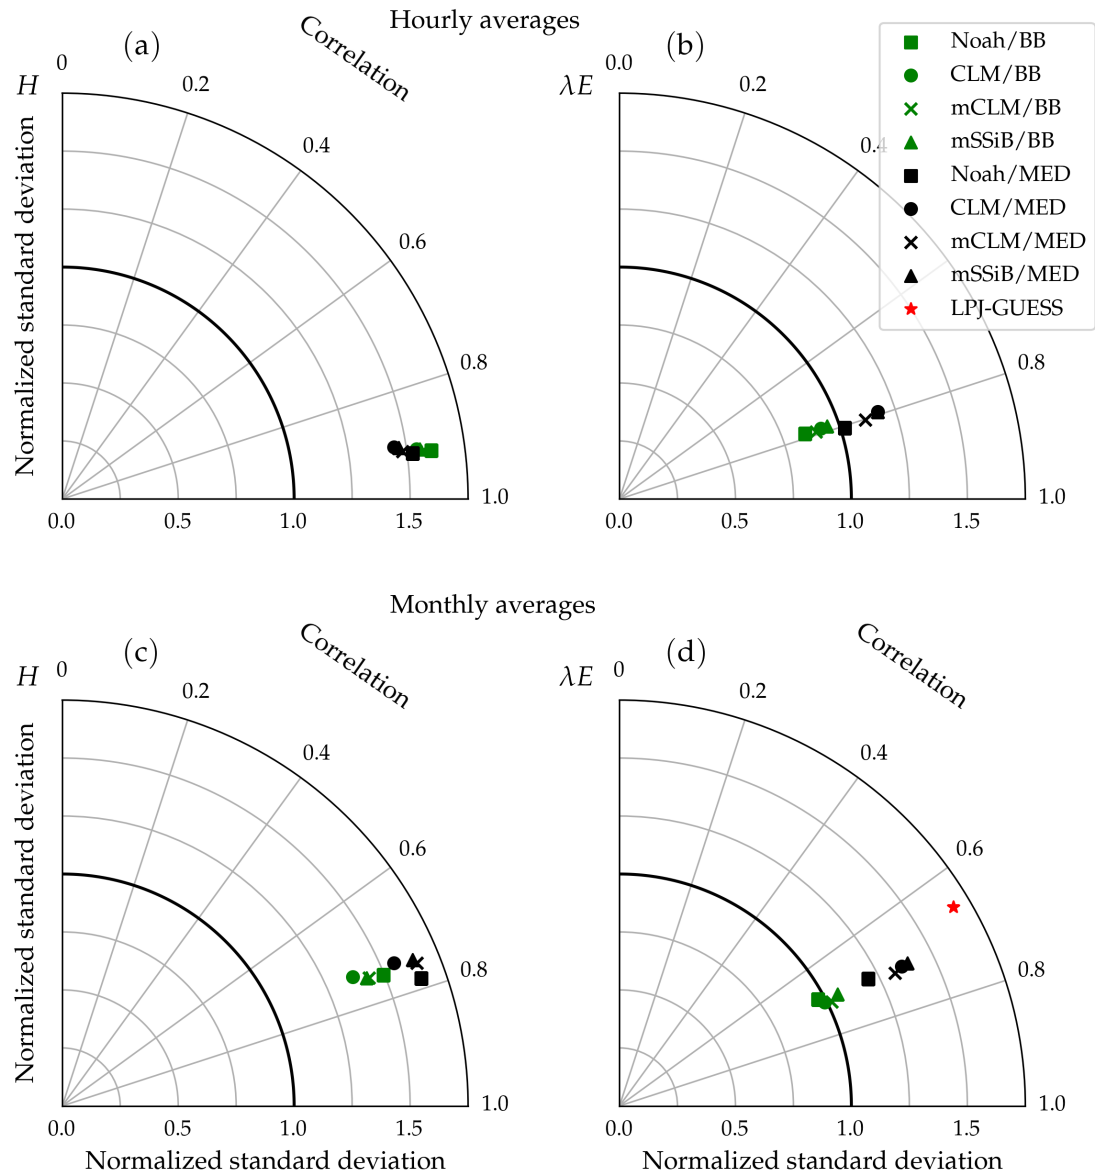 Hourly averages
(a)
Correlation
H
0
0.2
0.4
0.6
0.8
1.0
Normalized standard deviation
0.0
0.5
1.0
1.5
(b)
λE
0.0
0.4
0.8
1.0
0.0
0.5
1.0
1.5
Noah/BB
CLM/BB
mCLM/BB
mSSiB/BB
Noah/MED
CLM/MED
mCLM/MED
mSSiB/MED
LPJ-GUESS
Monthly averages
(c)
Correlation
H
0
0.2
0.4
0.6
0.8
1.0
Normalized standard deviation
0.0
0.5
1.0
1.5
Normalized standard deviation
(d)
Correlation
λE
0
0.2
0.4
0.6
0.8
1.0
0.0
0.5
1.0
1.5
Normalized standard deviation